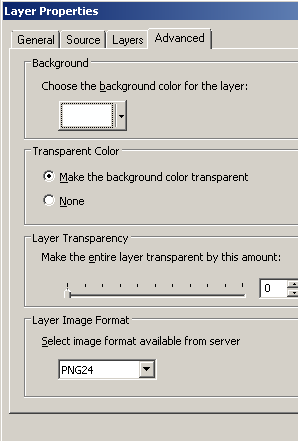 Layer Properties
General Source Layers Advanced
Background
Choose the background color for the layer:
Transparent Color
Make the background color transparent
None
Layer Transparency
Make the entire layer transparent by this amount:
0
Layer Image Format
Select image format available from server
PNG24